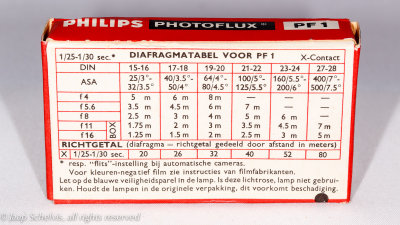 PHILIPS PHOTOFLUX™ PF 1
1/25-1/30 sec.* DIAFRAGMATABEL VOOR PF 1 X-Contact
DIN 15-16 17-18 19-20 21-22 23-24 27-28
ASA 25/3°- 40/3.5°- 64/4°- 100/5°- 160/5.5°- 400/7°-
32/3.5° 50/4° 80/4.5° 125/5.5° 200/6° 500/7.5°
f 4 5 m 6 m 8 m
f 5.6 3.5 m 4.5 m 6 m 7 m
f 8 2.5 m 3 m 4 m 5 m 6 m
f 11 BOX 1.75 m 2 m 3 m 3.5 m 4.5 m 7 m
f 16 1.25 m 1.5 m 2 m 2.5 m 3 m 5 m
RICHTGETAL (diafragma = richtgetal gedeeld door afstand in meters)
X 1/25-1/30 sec. 20 26 32 40 52 80
* resp. "flits"-instelling bij automatische cameras.
Voor kleuren-negatief film zie instructies van filmfabrikanten.
Let op de blauwe veiligheidsparel in de lamp. Is deze lichtrose, lamp niet gebrui-
ken. Houdt de lampen in de originele verpakking, dit voorkomt beschadiging.
© Jaap Schelvis, all rights reserved